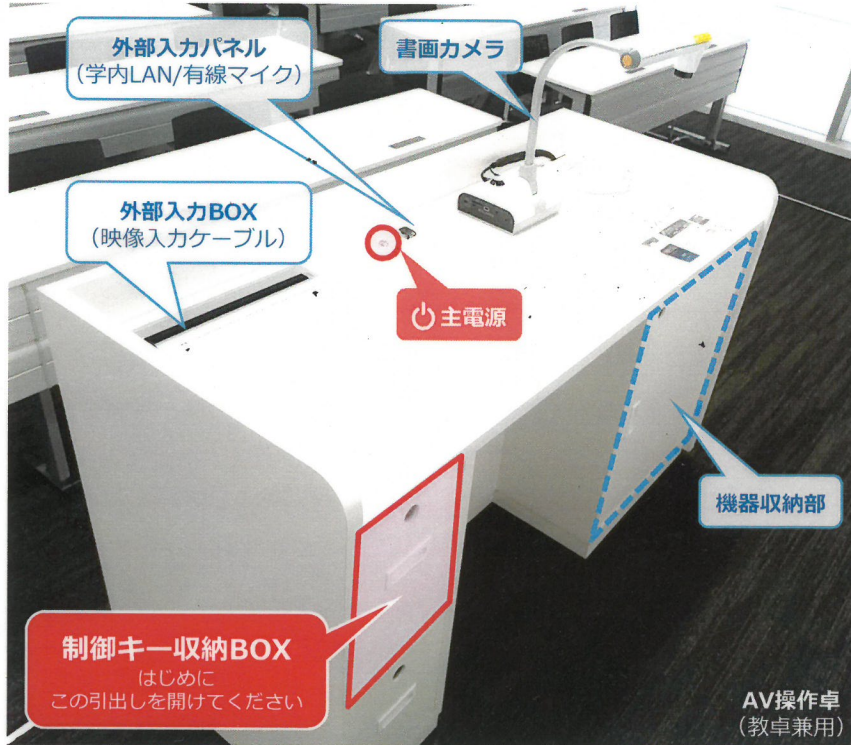 外部入力パネル
(学内LAN/有線マイク)
書画カメラ
外部入力BOX
(映像入力ケーブル)
主電源
機器収納部
制御キー収納BOX
はじめに
この引出しを開けてください
AV操作卓
(教卓兼用)